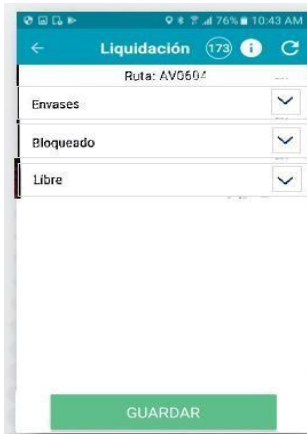 76% 10:43 AM
Liquidación 173 i
Ruta: AV0604
Envases
Bloqueado
Libre
GUARDAR